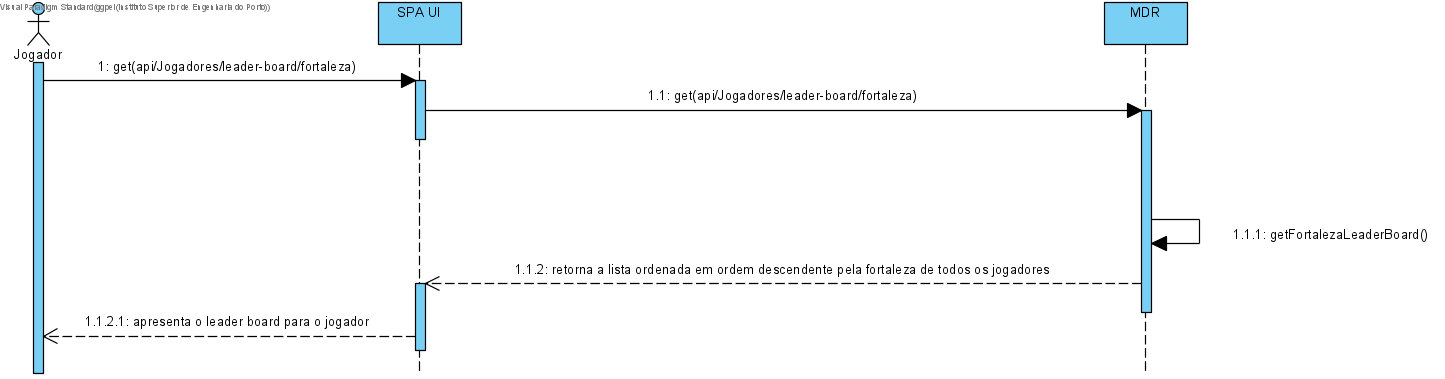 Visual Paradigm Standard(ggpel(Instituto Superior de Engenharia do Porto))
SPA UI
MDR
Jogador
1: get(api/Jogadores/leader-board/fortaleza)
1.1: get(api/Jogadores/leader-board/fortaleza)
1.1.1: getFortalezaLeaderBoard()
1.1.2: retorna a lista ordenada em ordem descendente pela fortaleza de todos os jogadores
1.1.2.1: apresenta o leader board para o jogador